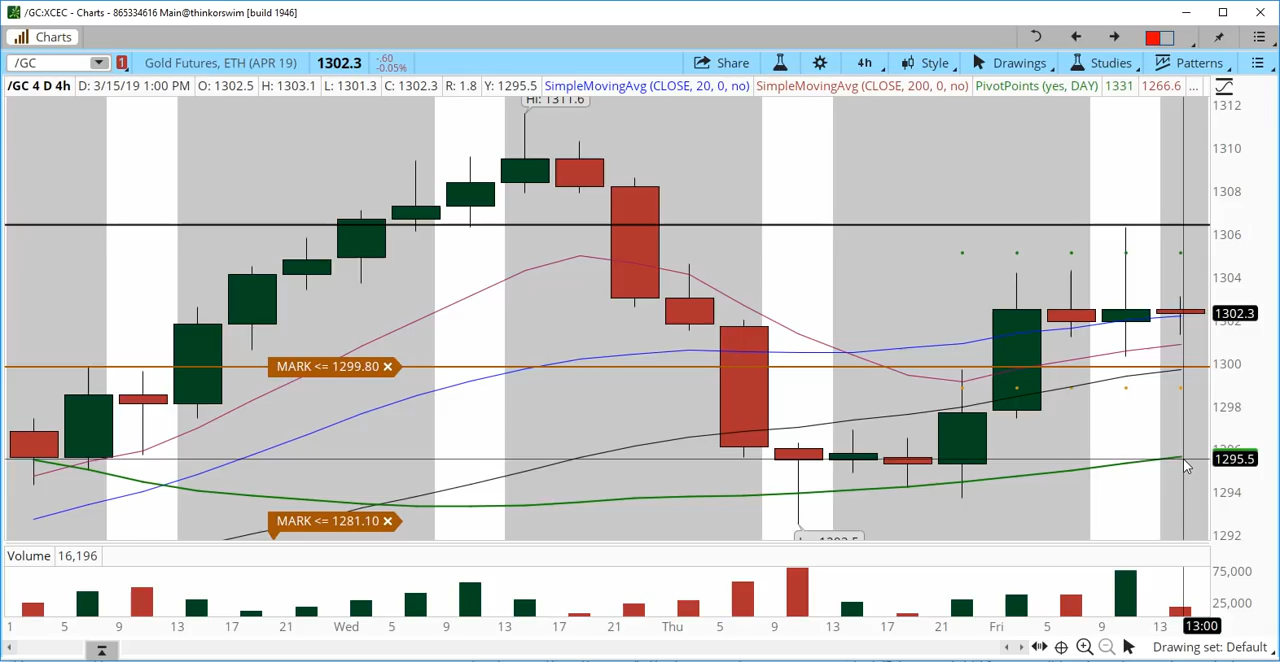 /GC:XCEC - Charts - 865334616 Main@thinkorswim [build 1946]
Charts
/GC 1 Gold Futures, ETH (APR 19) 1302.3 -.60 -0.05% Share 4h Style Drawings Studies Patterns
/GC 4 D 4h D: 3/15/19 1:00 PM O: 1302.5 H: 1303.1 L: 1301.3 C: 1302.3 R: 1.8 Y: 1295.5 SimpleMovingAvg (CLOSE, 20, 0, no) SimpleMovingAvg (CLOSE, 200, 0, no) PivotPoints (yes, DAY) 1331 1266.6 ...
Hi: 1311.6
1312
1310
1308
1306
1304
1302.3
1302
1300
MARK <= 1299.80
1298
1295.5
1294
MARK <= 1281.10
1292
Volume 16,196
75,000
25,000
1 5 9 13 17 21 Wed 5 9 13 17 21 Thu 5 9 13 17 21 Fri 5 9 13 13:00
Drawing set: Default